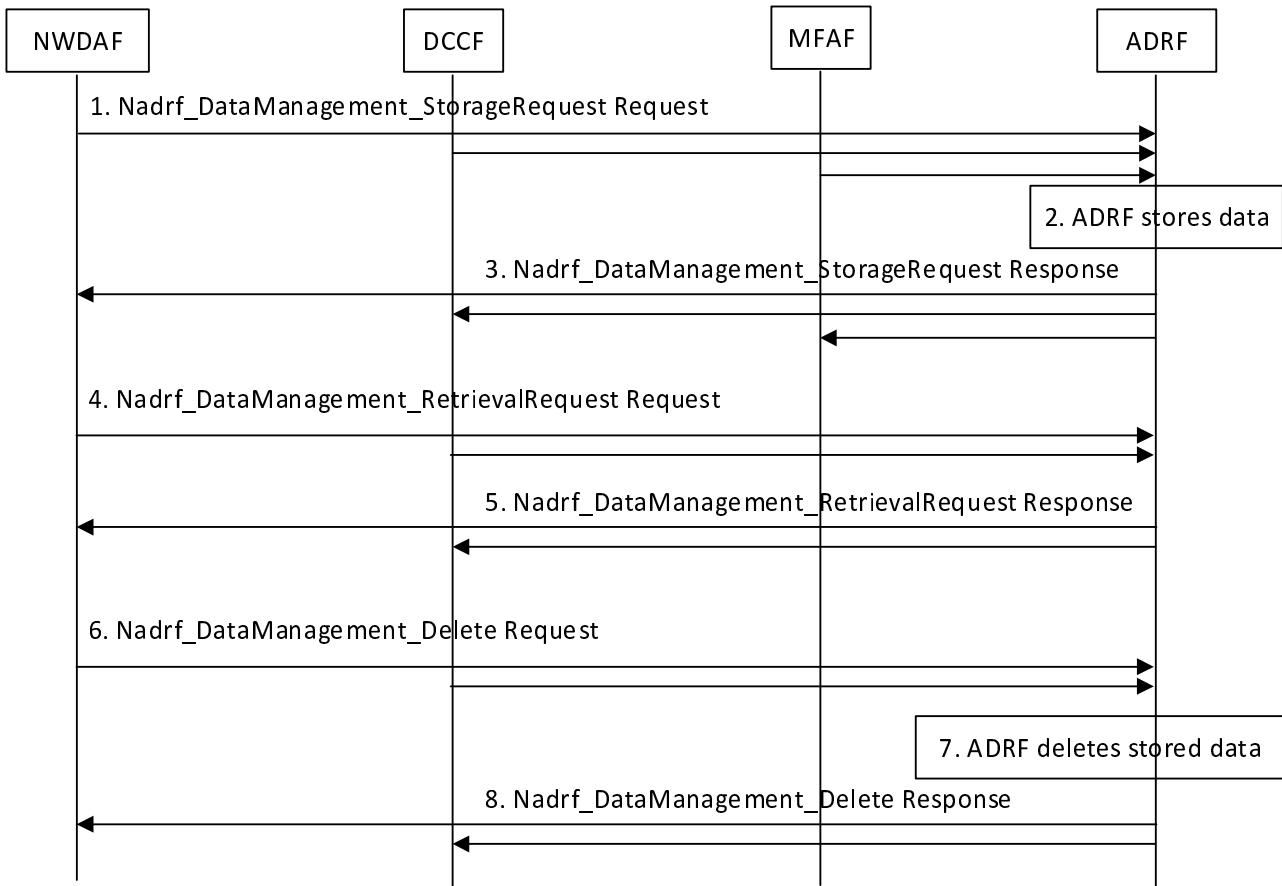 NWDAF
DCCF
MFAF
ADRF
1. Nadrf_DataManagement_StorageRequest Request
2. ADRF stores data
3. Nadrf_DataManagement_StorageRequest Response
4. Nadrf_DataManagement_RetrievalRequest Request
5. Nadrf_DataManagement_RetrievalRequest Response
6. Nadrf_DataManagement_Delete Request
7. ADRF deletes stored data
8. Nadrf_DataManagement_Delete Response